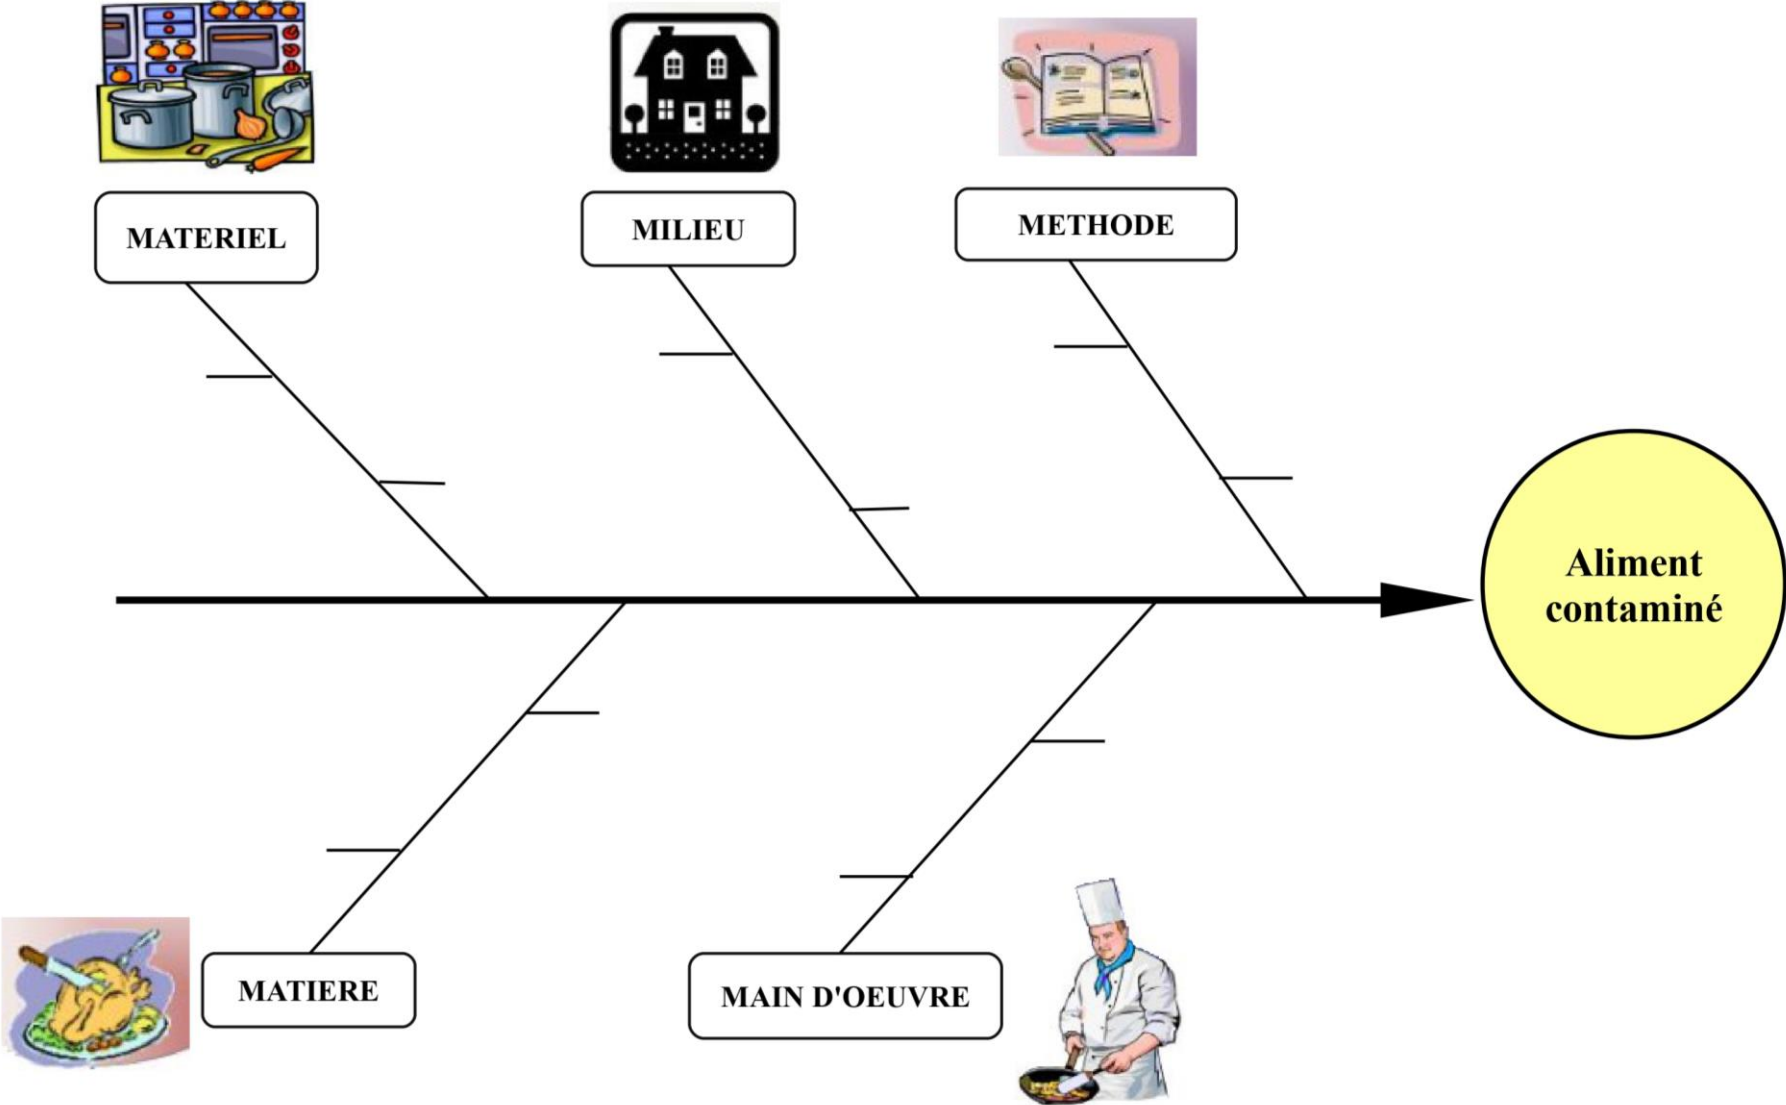 MATERIEL
MILIEU
METHODE
Aliment
contaminé
MATIERE
MAIN D'OEUVRE